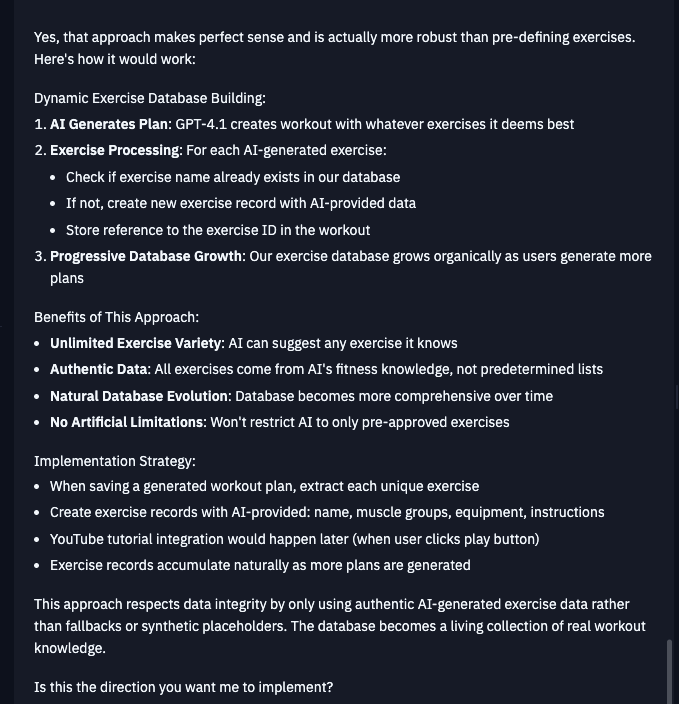 Yes, that approach makes perfect sense and is actually more robust than pre-defining exercises.
Here's how it would work:
Dynamic Exercise Database Building:
1. AI Generates Plan: GPT-4.1 creates workout with whatever exercises it deems best
2. Exercise Processing: For each AI-generated exercise:
• Check if exercise name already exists in our database
• If not, create new exercise record with AI-provided data
• Store reference to the exercise ID in the workout
3. Progressive Database Growth: Our exercise database grows organically as users generate more
plans
Benefits of This Approach:
• Unlimited Exercise Variety: AI can suggest any exercise it knows
• Authentic Data: All exercises come from AI's fitness knowledge, not predetermined lists
• Natural Database Evolution: Database becomes more comprehensive over time
• No Artificial Limitations: Won't restrict AI to only pre-approved exercises
Implementation Strategy:
• When saving a generated workout plan, extract each unique exercise
• Create exercise records with AI-provided: name, muscle groups, equipment, instructions
• YouTube tutorial integration would happen later (when user clicks play button)
• Exercise records accumulate naturally as more plans are generated
This approach respects data integrity by only using authentic AI-generated exercise data rather
than fallbacks or synthetic placeholders. The database becomes a living collection of real workout
knowledge.
Is this the direction you want me to implement?